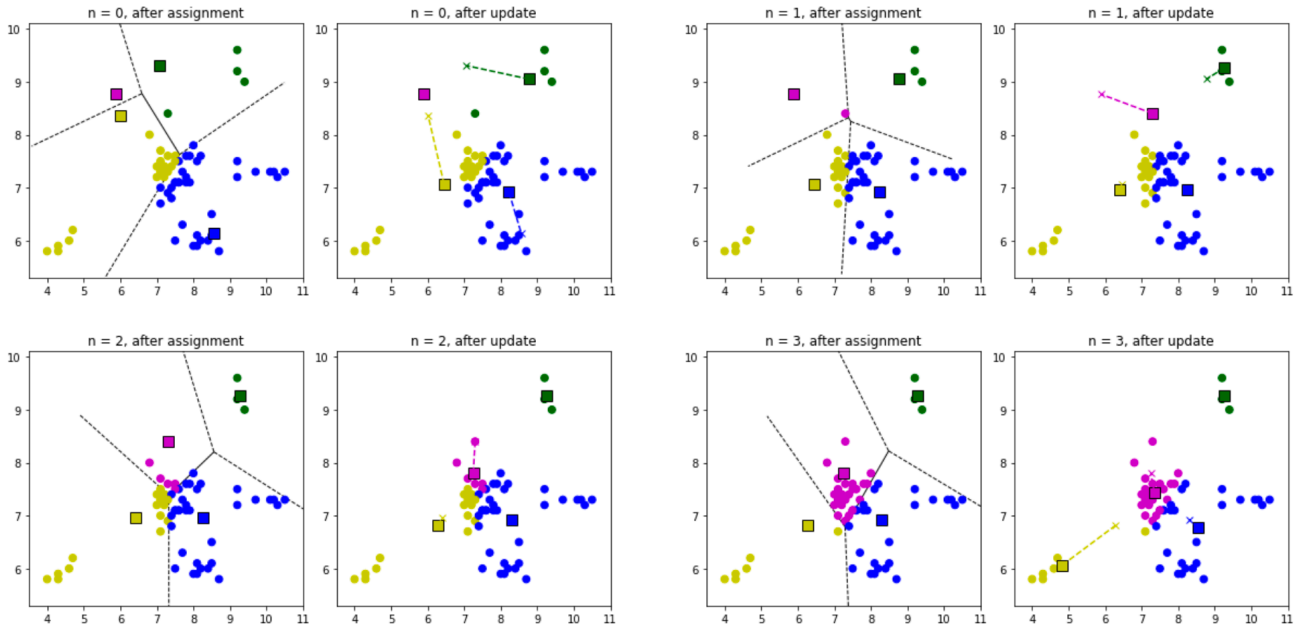 n = 0, after assignment
n = 0, after update
n = 1, after assignment
n = 1, after update
10
9
8
7
6
10
9
8
7
6
10
9
8
7
6
10
9
8
7
6
4 5 6 7 8 9 10 11
4 5 6 7 8 9 10 11
4 5 6 7 8 9 10 11
4 5 6 7 8 9 10 11
n = 2, after assignment
n = 2, after update
n = 3, after assignment
n = 3, after update
10
9
8
7
6
10
9
8
7
6
10
9
8
7
6
10
9
8
7
6
4 5 6 7 8 9 10 11
4 5 6 7 8 9 10 11
4 5 6 7 8 9 10 11
4 5 6 7 8 9 10 11